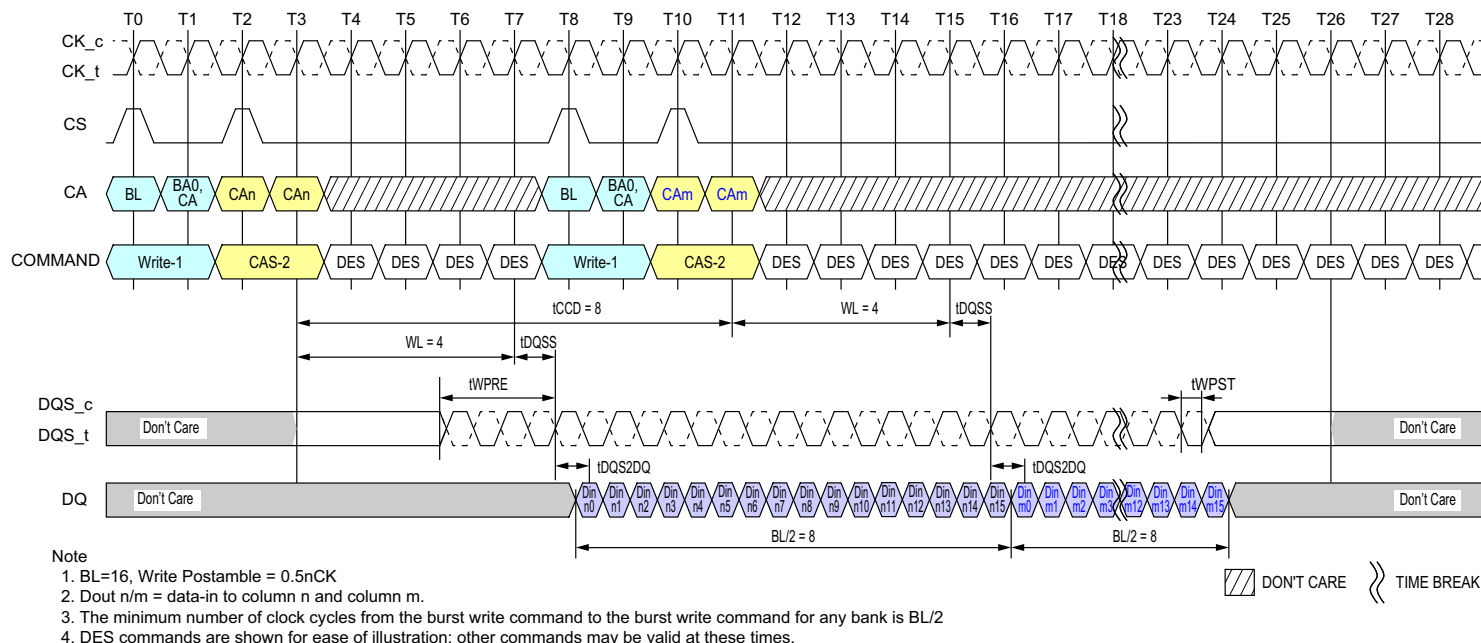 T0 T1 T2 T3 T4 T5 T6 T7 T8 T9 T10 T11 T12 T13 T14 T15 T16 T17 T18 T23 T24 T25 T26 T27 T28
CK_c
CK_t
CS
CA BL BA0, CA CAn CAn BL BA0, CA CAm CAm
COMMAND Write-1 CAS-2 DES DES DES DES Write-1 CAS-2 DES DES DES DES DES DES DES DES DES DES DES DES DES
tCCD = 8 WL = 4 tDQSS
WL = 4 tDQSS
tWPRE tWPST
DQS_c
DQS_t
Don't Care Don't Care
tDQS2DQ tDQS2DQ
DQ Don't Care Din n0 Din n1 Din n2 Din n3 Din n4 Din n5 Din n6 Din n7 Din n8 Din n9 Din n10 Din n11 Din n12 Din n13 Din n14 Din n15 Din m0 Din m1 Din m2 Din m3 Din m12 Din m13 Din m14 Din m15 Don't Care
BL/2 = 8 BL/2 = 8
Note
1. BL=16, Write Postamble = 0.5nCK
2. Dout n/m = data-in to column n and column m.
3. The minimum number of clock cycles from the burst write command to the burst write command for any bank is BL/2
4. DES commands are shown for ease of illustration; other commands may be valid at these times.
DON'T CARE TIME BREAK